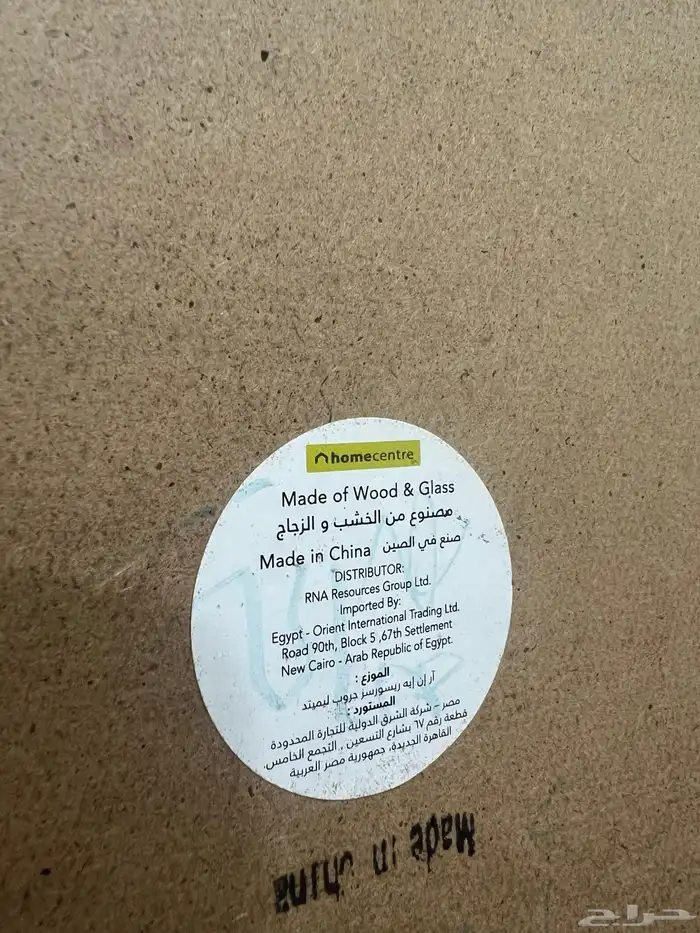 homecentre
Made of Wood & Glass
مصنوع من الخشب و الزجاج
Made in China صنع في الصين
DISTRIBUTOR:
RNA Resources Group Ltd.
Imported By:
Egypt - Orient International Trading Ltd.
Road 90th, Block 5 ,67th Settlement
New Cairo - Arab Republic of Egypt.
الموزع :
آر إن إيه ريسورسز جروب ليميتد
المستورد :
مصر – شركة الشرق الدولية للتجارة المحدودة
قطعة رقم ٦٧ بشارع التسعين , التجمع الخامس,
القاهرة الجديدة، جمهورية مصر العربية
Made in china
حراج